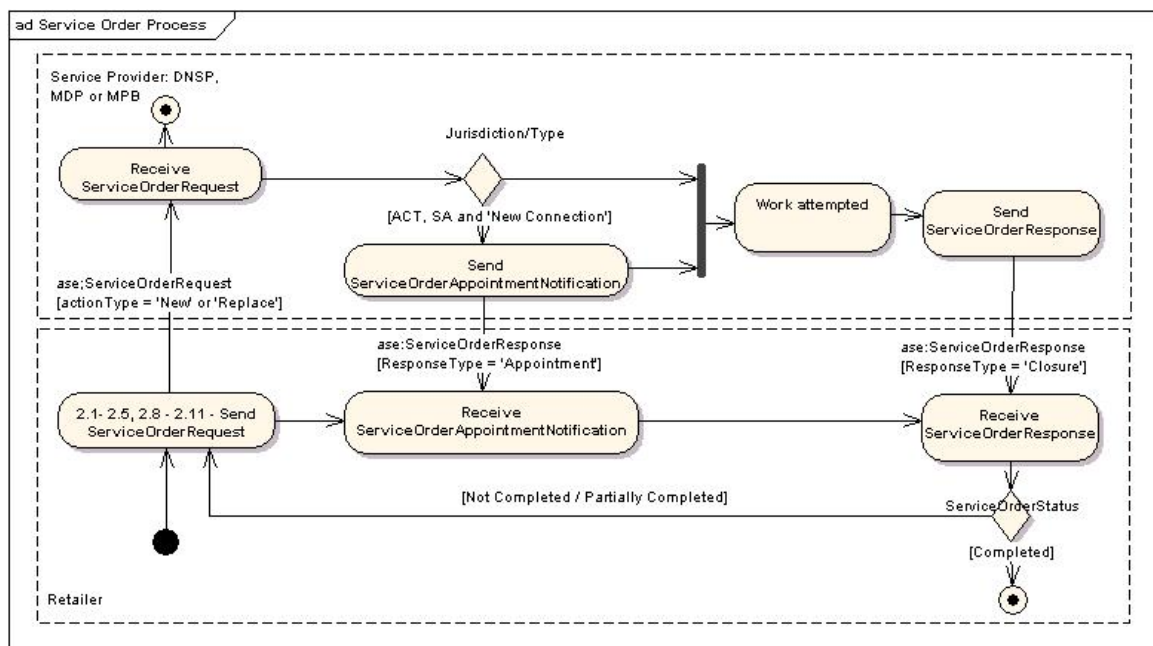 ad Service Order Process
Service Provider: DNSP,
MDP or MPB
Jurisdiction/Type
Receive
ServiceOrderRequest
[ACT, SA and 'New Connection']
Work attempted
Send
ServiceOrderResponse
Send
ServiceOrderAppointmentNotification
ase;ServiceOrderRequest
[actionType = 'New' or 'Replace']
ase:ServiceOrderResponse
[ResponseType = 'Appointment']
ase:ServiceOrderResponse
[ResponseType = 'Closure']
2.1- 2.5, 2.8 - 2.11 - Send
ServiceOrderRequest
Receive
ServiceOrderAppointmentNotification
Receive
ServiceOrderResponse
[Not Completed / Partially Completed]
ServiceOrderStatus
[Completed]
Retailer